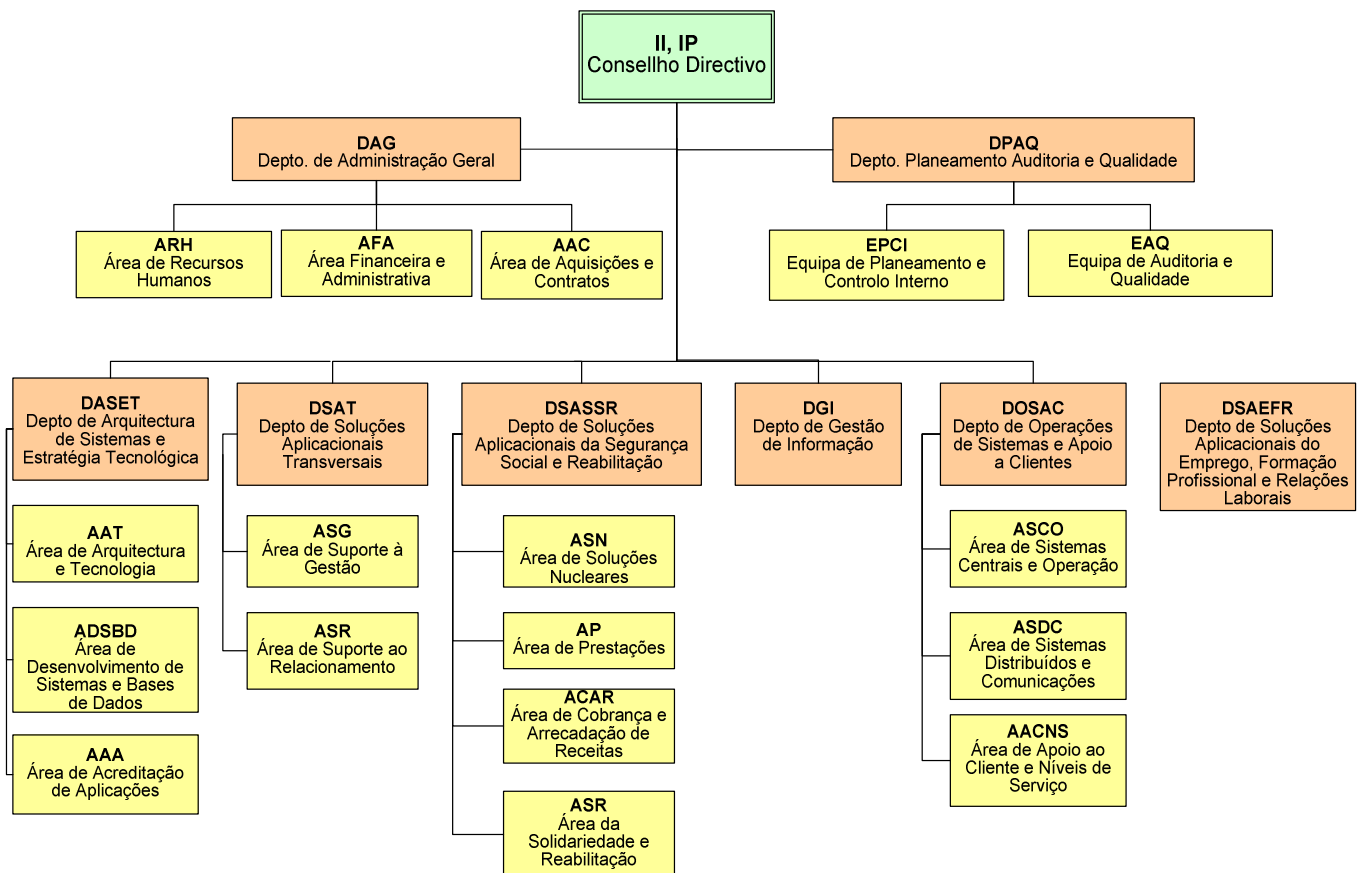 II, IP
Consellho Directivo
DAG
Depto. de Administração Geral
DPAQ
Depto. Planeamento Auditoria e Qualidade
ARH
Área de Recursos
Humanos
AFA
Área Financeira e
Administrativa
AAC
Área de Aquisições e
Contratos
EPCI
Equipa de Planeamento e
Controlo Interno
EAQ
Equipa de Auditoria e
Qualidade
DASET
Depto de Arquitectura
de Sistemas e
Estratégia Tecnológica
DSAT
Depto de Soluções
Aplicacionais
Transversais
DSASSR
Depto de Soluções
Aplicacionais da Segurança
Social e Reabilitação
DGI
Depto de Gestão
de Informação
DOSAC
Depto de Operações
de Sistemas e Apoio
a Clientes
DSAEFR
Depto de Soluções
Aplicacionais do
Emprego, Formação
Profissional e Relações
Laborais
AAT
Área de Arquitectura
e Tecnologia
ADSBD
Área de
Desenvolvimento de
Sistemas e Bases
de Dados
AAA
Área de Acreditação
de Aplicações
ASG
Área de Suporte à
Gestão
ASR
Área de Suporte ao
Relacionamento
ASN
Área de Soluções
Nucleares
AP
Área de Prestações
ACAR
Área de Cobrança e
Arrecadação de
Receitas
ASR
Área da
Solidariedade e
Reabilitação
ASCO
Área de Sistemas
Centrais e Operação
ASDC
Área de Sistemas
Distribuídos e
Comunicações
AACNS
Área de Apoio ao
Cliente e Níveis de
Serviço